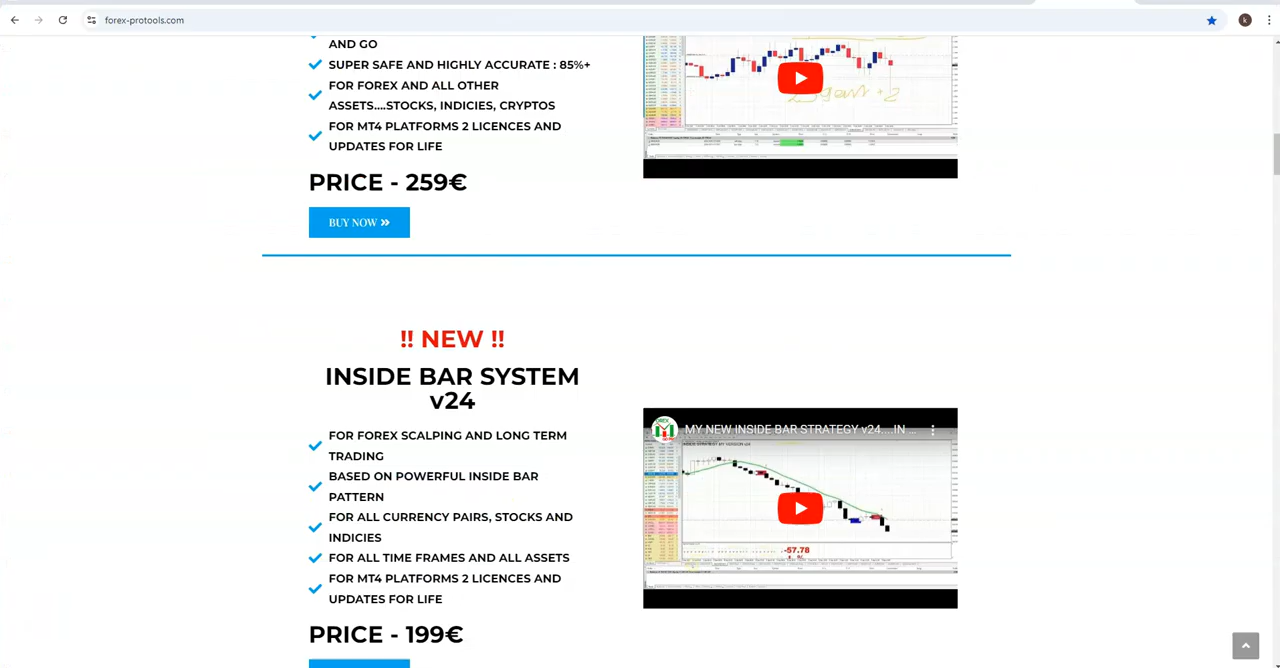 forex-protools.com
k
AND GO
SUPER SAFE AND HIGHLY ACCURATE : 85%+
FOR FOREX AND ALL OTHER
ASSETS....STOCKS, INDICIES, CRYPTOS
FOR MT4 PLATFORMS 2 LICENCES AND
UPDATES FOR LIFE
PRICE - 259€
BUY NOW
!! NEW !!
INSIDE BAR SYSTEM
v24
FOR FOREX SCALPING AND LONG TERM
TRADING
BASED ON POWERFUL INSIDE BAR
PATTERN
FOR ALL CURRENCY PAIRS, STOCKS AND
INDICIES
FOR ALL TIME FRAMES AND ALL ASSETS
FOR MT4 PLATFORMS 2 LICENCES AND
UPDATES FOR LIFE
PRICE - 199€
MY NEW INSIDE BAR STRATEGY v24....IN ...
-57.78